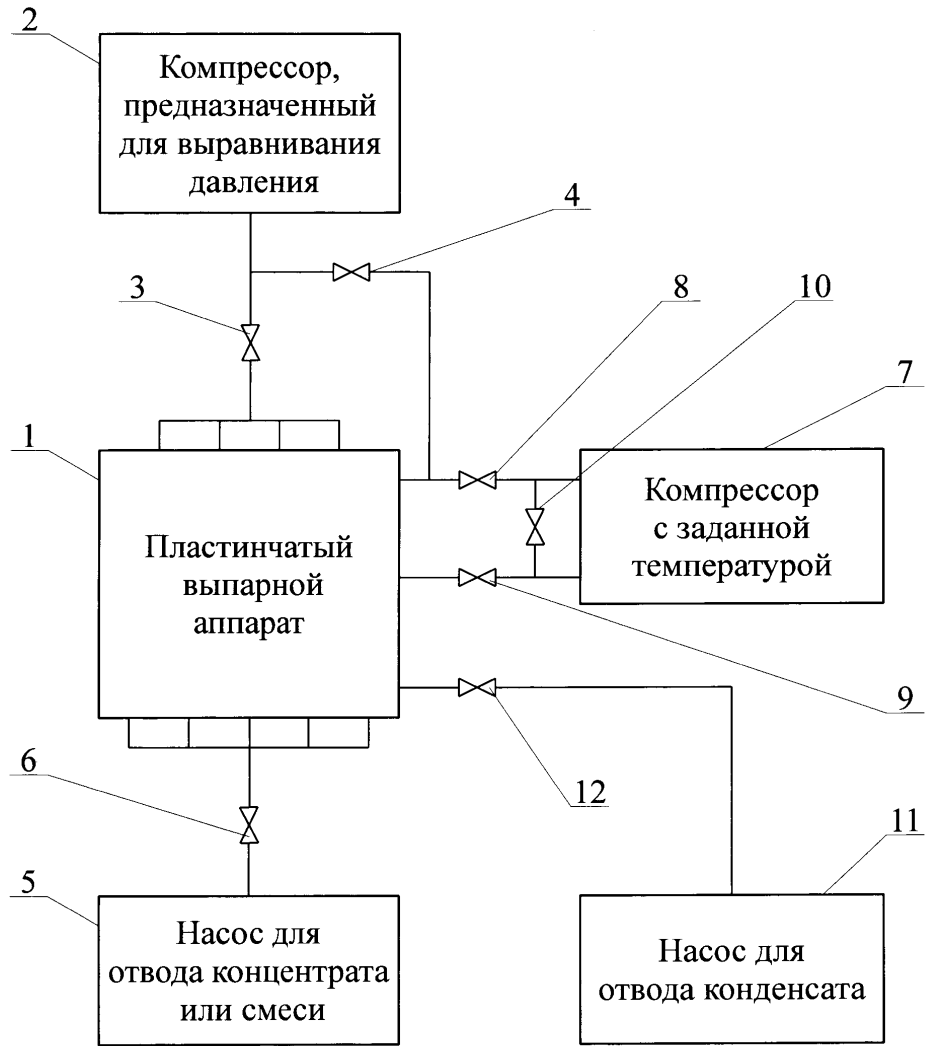 2
Компрессор,
предназначенный
для выравнивания
давления
4
3
8
10
7
1
Пластинчатый
выпарной
аппарат
Компрессор
с заданной
температурой
9
6
12
11
5
Насос для
отвода концентрата
или смеси
Насос для
отвода конденсата